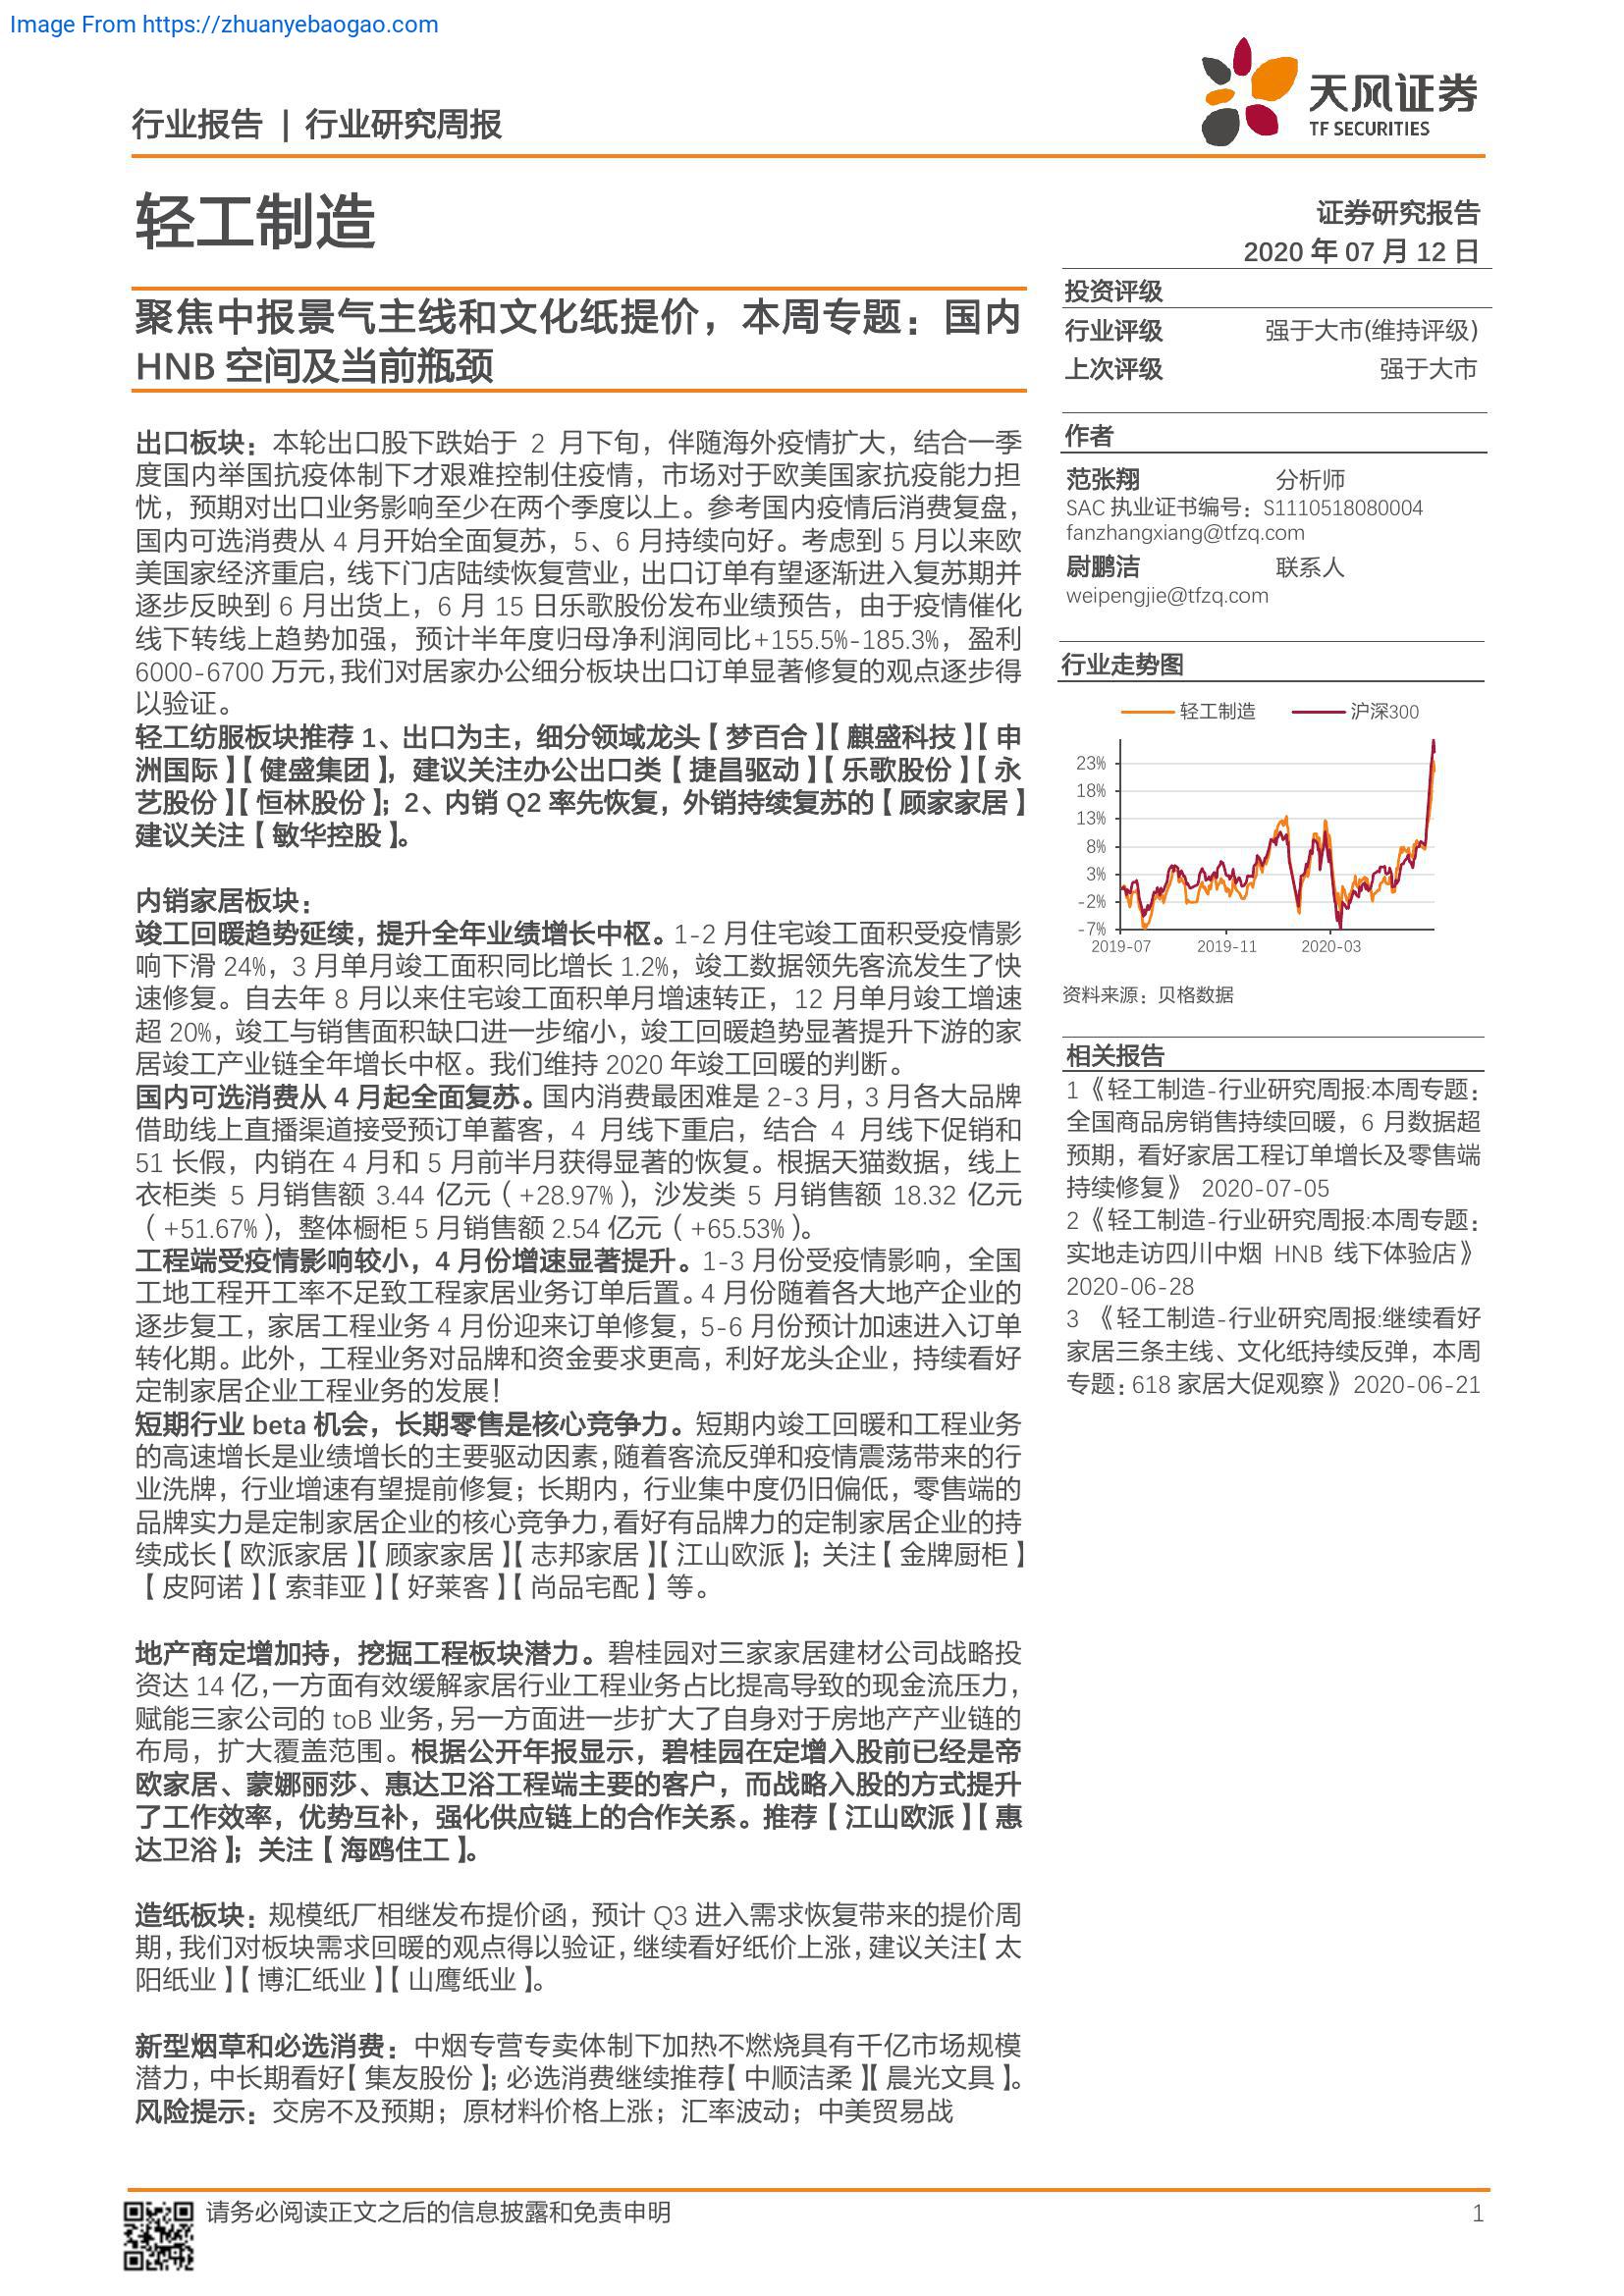 Image From https://zhuanyebaogao.com
天风证券
TF SECURITIES
行业报告 | 行业研究周报
轻工制造
证券研究报告
2020 年 07 月 12 日
聚焦中报景气主线和文化纸提价，本周专题：国内
HNB 空间及当前瓶颈
出口板块：本轮出口股下跌始于 2 月下旬，伴随海外疫情扩大，结合一季
度国内举国抗疫体制下才艰难控制住疫情，市场对于欧美国家抗疫能力担
忧，预期对出口业务影响至少在两个季度以上。参考国内疫情后消费复盘，
国内可选消费从 4 月开始全面复苏，5、6 月持续向好。考虑到 5 月以来欧
美国家经济重启，线下门店陆续恢复营业，出口订单有望逐渐进入复苏期并
逐步反映到 6 月出货上，6 月 15 日乐歌股份发布业绩预告，由于疫情催化
线下转线上趋势加强，预计半年度归母净利润同比+155.5%-185.3%，盈利
6000-6700 万元，我们对居家办公细分板块出口订单显著修复的观点逐步得
以验证。
轻工纺服板块推荐 1、出口为主，细分领域龙头【梦百合】【麒盛科技】【申
洲国际】【健盛集团】，建议关注办公出口类【捷昌驱动】【乐歌股份】【永
艺股份】【恒林股份】；2、内销 Q2 率先恢复，外销持续复苏的【顾家家居】
建议关注【敏华控股】。
内销家居板块：
竣工回暖趋势延续，提升全年业绩增长中枢。1-2 月住宅竣工面积受疫情影
响下滑 24%，3 月单月竣工面积同比增长 1.2%，竣工数据领先客流发生了快
速修复。自去年 8 月以来住宅竣工面积单月增速转正，12 月单月竣工增速
超 20%，竣工与销售面积缺口进一步缩小，竣工回暖趋势显著提升下游的家
居竣工产业链全年增长中枢。我们维持 2020 年竣工回暖的判断。
国内可选消费从 4 月起全面复苏。国内消费最困难是 2-3 月，3 月各大品牌
借助线上直播渠道接受预订单蓄客，4 月线下重启，结合 4 月线下促销和
51 长假，内销在 4 月和 5 月前半月获得显著的恢复。根据天猫数据，线上
衣柜类 5 月销售额 3.44 亿元（+28.97%），沙发类 5 月销售额 18.32 亿元
（+51.67%），整体橱柜 5 月销售额 2.54 亿元（+65.53%）。
工程端受疫情影响较小，4 月份增速显著提升。1-3 月份受疫情影响，全国
工地工程开工率不足致工程家居业务订单后置。4 月份随着各大地产企业的
逐步复工，家居工程业务 4 月份迎来订单修复，5-6 月份预计加速进入订单
转化期。此外，工程业务对品牌和资金要求更高，利好龙头企业，持续看好
定制家居企业工程业务的发展！
短期行业 beta 机会，长期零售是核心竞争力。短期内竣工回暖和工程业务
的高速增长是业绩增长的主要驱动因素，随着客流反弹和疫情震荡带来的行
业洗牌，行业增速有望提前修复；长期内，行业集中度仍旧偏低，零售端的
品牌实力是定制家居企业的核心竞争力，看好有品牌力的定制家居企业的持
续成长【欧派家居】【顾家家居】【志邦家居】【江山欧派】；关注【金牌厨柜】
【皮阿诺】【索菲亚】【好莱客】【尚品宅配】等。
地产商定增加持，挖掘工程板块潜力。碧桂园对三家家居建材公司战略投
资达 14 亿，一方面有效缓解家居行业工程业务占比提高导致的现金流压力，
赋能三家公司的 toB 业务，另一方面进一步扩大了自身对于房地产产业链的
布局，扩大覆盖范围。根据公开年报显示，碧桂园在定增入股前已经是帝
欧家居、蒙娜丽莎、惠达卫浴工程端主要的客户，而战略入股的方式提升
了工作效率，优势互补，强化供应链上的合作关系。推荐【江山欧派】【惠
达卫浴】；关注【海鸥住工】。
造纸板块：规模纸厂相继发布提价函，预计 Q3 进入需求恢复带来的提价周
期，我们对板块需求回暖的观点得以验证，继续看好纸价上涨，建议关注【太
阳纸业】【博汇纸业】【山鹰纸业】。
新型烟草和必选消费：中烟专营专卖体制下加热不燃烧具有千亿市场规模
潜力，中长期看好【集友股份】；必选消费继续推荐【中顺洁柔】【晨光文具】。
风险提示：交房不及预期；原材料价格上涨；汇率波动；中美贸易战
投资评级
行业评级 强于大市(维持评级)
上次评级 强于大市
作者
范张翔 分析师
SAC 执业证书编号：S1110518080004
fanzhangxiang@tfzq.com
尉鹏洁 联系人
weipengjie@tfzq.com
行业走势图
轻工制造 沪深300
23%
18%
13%
8%
3%
-2%
-7%
2019-07 2019-11 2020-03
资料来源：贝格数据
相关报告
1 《轻工制造-行业研究周报:本周专题：
全国商品房销售持续回暖，6 月数据超
预期，看好家居工程订单增长及零售端
持续修复》 2020-07-05
2 《轻工制造-行业研究周报:本周专题：
实地走访四川中烟 HNB 线下体验店》
2020-06-28
3 《轻工制造-行业研究周报:继续看好
家居三条主线、文化纸持续反弹，本周
专题：618 家居大促观察》 2020-06-21
请务必阅读正文之后的信息披露和免责申明
1